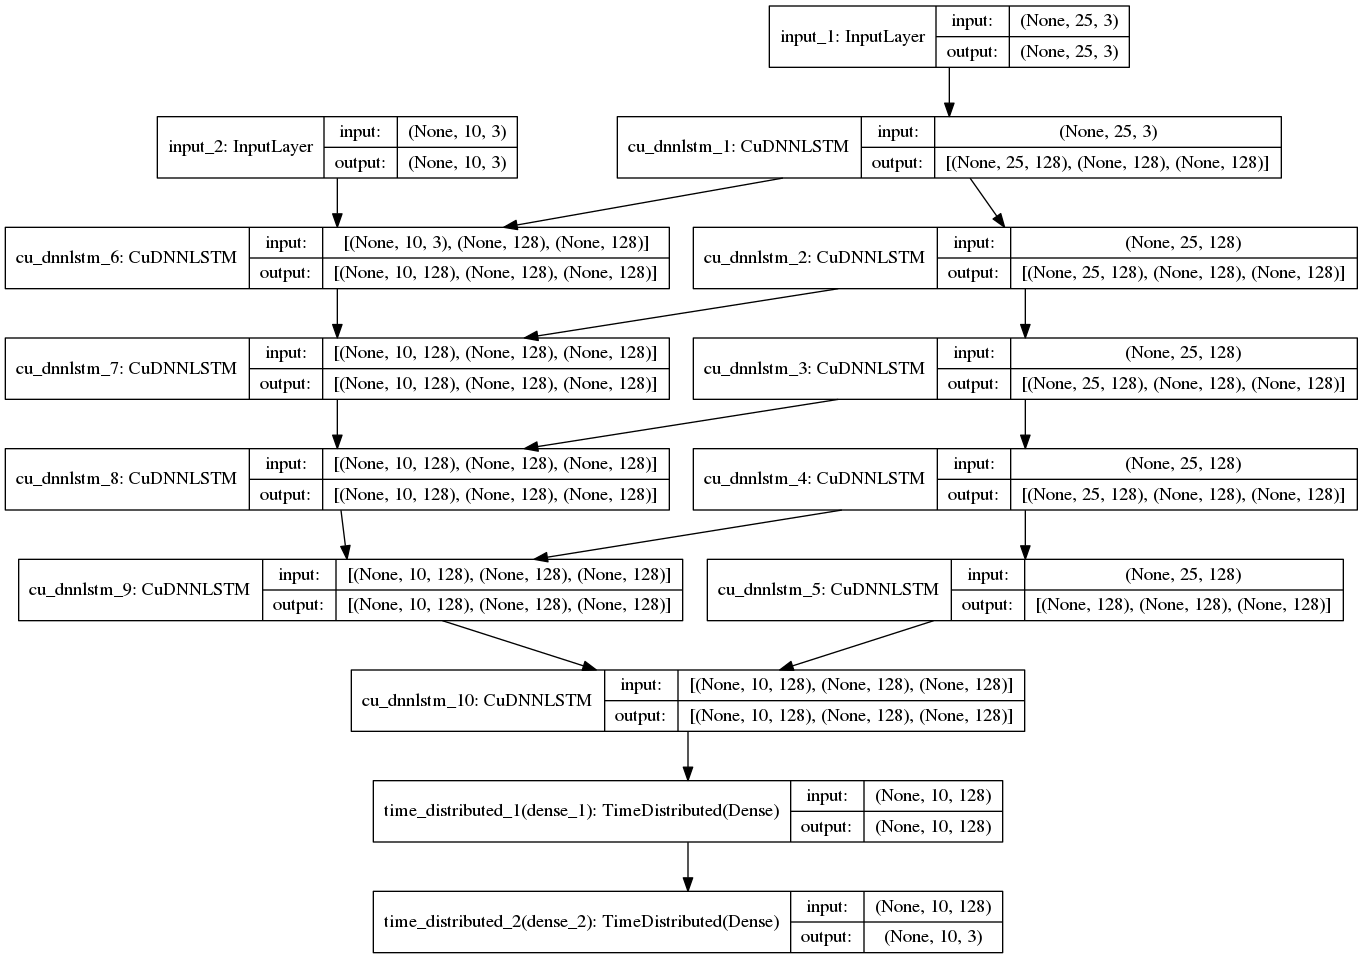 input_1: InputLayer
input:
(None, 25, 3)
output:
(None, 25, 3)
input_2: InputLayer
input:
(None, 10, 3)
output:
(None, 10, 3)
cu_dnnlstm_1: CuDNNLSTM
input:
(None, 25, 3)
output:
[(None, 25, 128), (None, 128), (None, 128)]
cu_dnnlstm_6: CuDNNLSTM
input:
[(None, 10, 3), (None, 128), (None, 128)]
output:
[(None, 10, 128), (None, 128), (None, 128)]
cu_dnnlstm_2: CuDNNLSTM
input:
(None, 25, 128)
output:
[(None, 25, 128), (None, 128), (None, 128)]
cu_dnnlstm_7: CuDNNLSTM
input:
[(None, 10, 128), (None, 128), (None, 128)]
output:
[(None, 10, 128), (None, 128), (None, 128)]
cu_dnnlstm_3: CuDNNLSTM
input:
(None, 25, 128)
output:
[(None, 25, 128), (None, 128), (None, 128)]
cu_dnnlstm_8: CuDNNLSTM
input:
[(None, 10, 128), (None, 128), (None, 128)]
output:
[(None, 10, 128), (None, 128), (None, 128)]
cu_dnnlstm_4: CuDNNLSTM
input:
(None, 25, 128)
output:
[(None, 25, 128), (None, 128), (None, 128)]
cu_dnnlstm_9: CuDNNLSTM
input:
[(None, 10, 128), (None, 128), (None, 128)]
output:
[(None, 10, 128), (None, 128), (None, 128)]
cu_dnnlstm_5: CuDNNLSTM
input:
(None, 25, 128)
output:
[(None, 128), (None, 128), (None, 128)]
cu_dnnlstm_10: CuDNNLSTM
input:
[(None, 10, 128), (None, 128), (None, 128)]
output:
[(None, 10, 128), (None, 128), (None, 128)]
time_distributed_1(dense_1): TimeDistributed(Dense)
input:
(None, 10, 128)
output:
(None, 10, 128)
time_distributed_2(dense_2): TimeDistributed(Dense)
input:
(None, 10, 128)
output:
(None, 10, 3)